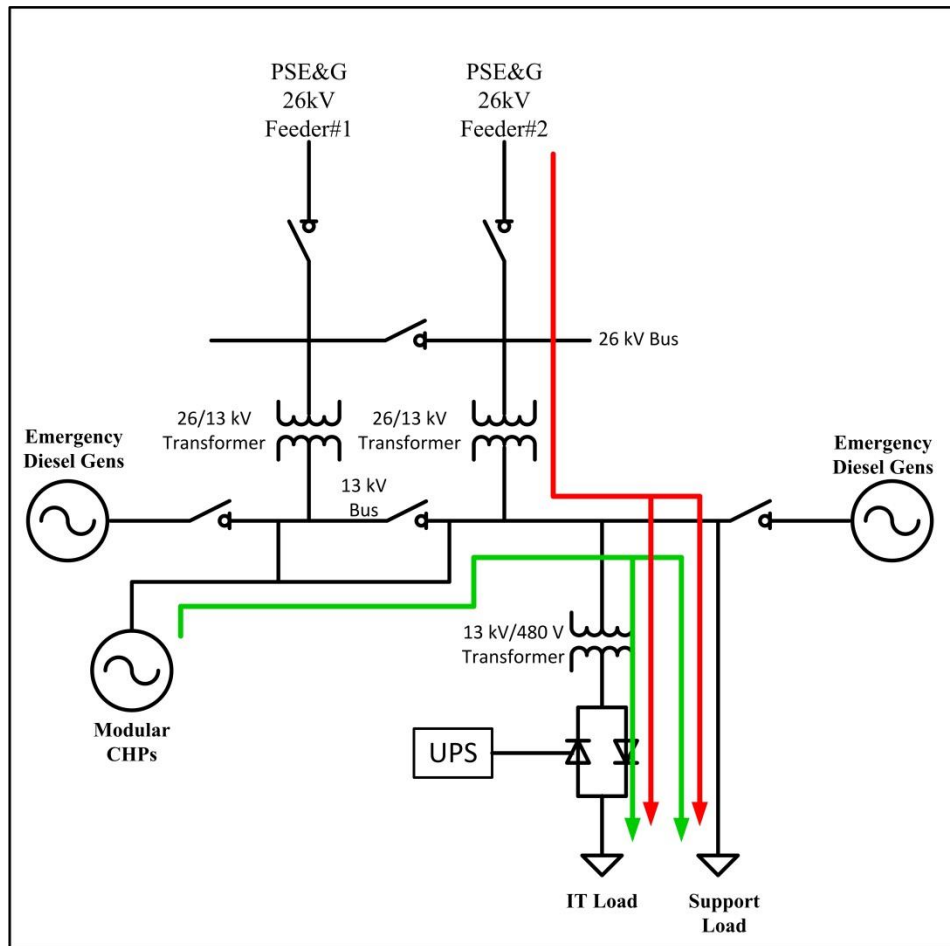 PSE&G
26kV
Feeder#1
PSE&G
26kV
Feeder#2
26 kV Bus
26/13 kV
Transformer
26/13 kV
Transformer
Emergency
Diesel Gens
Emergency
Diesel Gens
13 kV
Bus
13 kV/480 V
Transformer
Modular
CHPs
UPS
IT Load
Support
Load